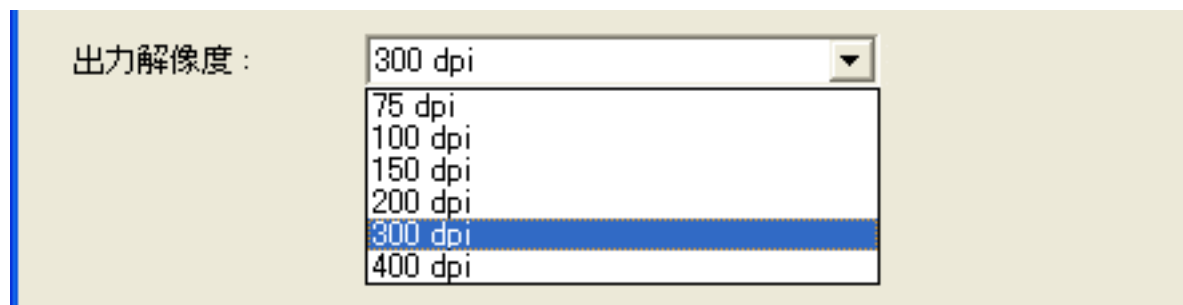 出力解像度 : 300 dpi
75 dpi
100 dpi
150 dpi
200 dpi
300 dpi
400 dpi